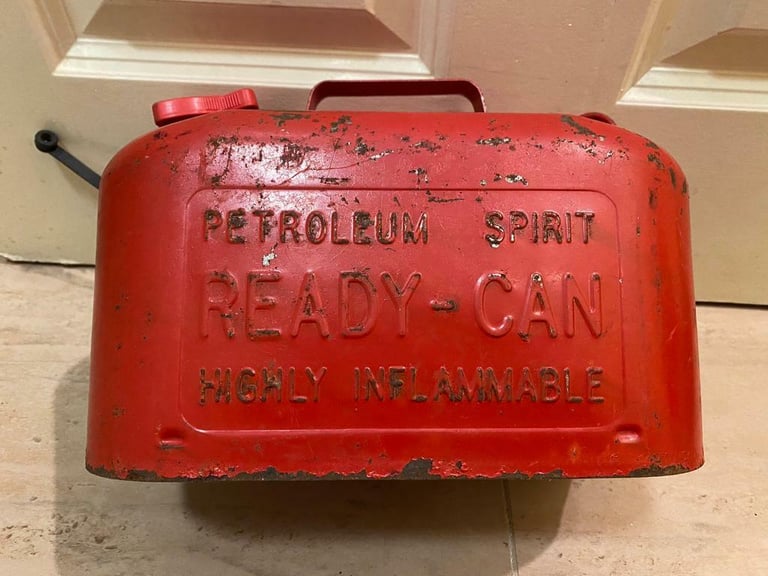 PETROLEUM SPIRIT
READY-CAN
HIGHLY INFLAMMABLE